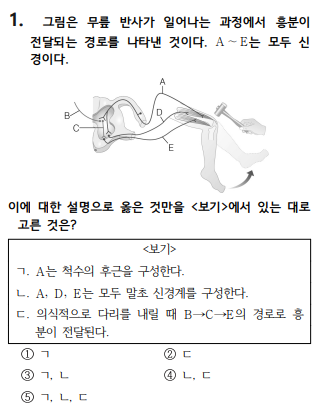 1. 그림은 무릎 반사가 일어나는 과정에서 흥분이
전달되는 경로를 나타낸 것이다. A ~ E는 모두 신
경이다.
A
B
C
D
E
이에 대한 설명으로 옳은 것만을 <보기>에서 있는 대로
고른 것은?
<보기>
ㄱ. A는 척수의 후근을 구성한다.
ㄴ. A, D, E는 모두 말초 신경계를 구성한다.
ㄷ. 의식적으로 다리를 내릴 때 B→C→E의 경로로 흥
분이 전달된다.
① ㄱ ② ㄷ
③ ㄱ, ㄴ ④ ㄴ, ㄷ
⑤ ㄱ, ㄴ, ㄷ